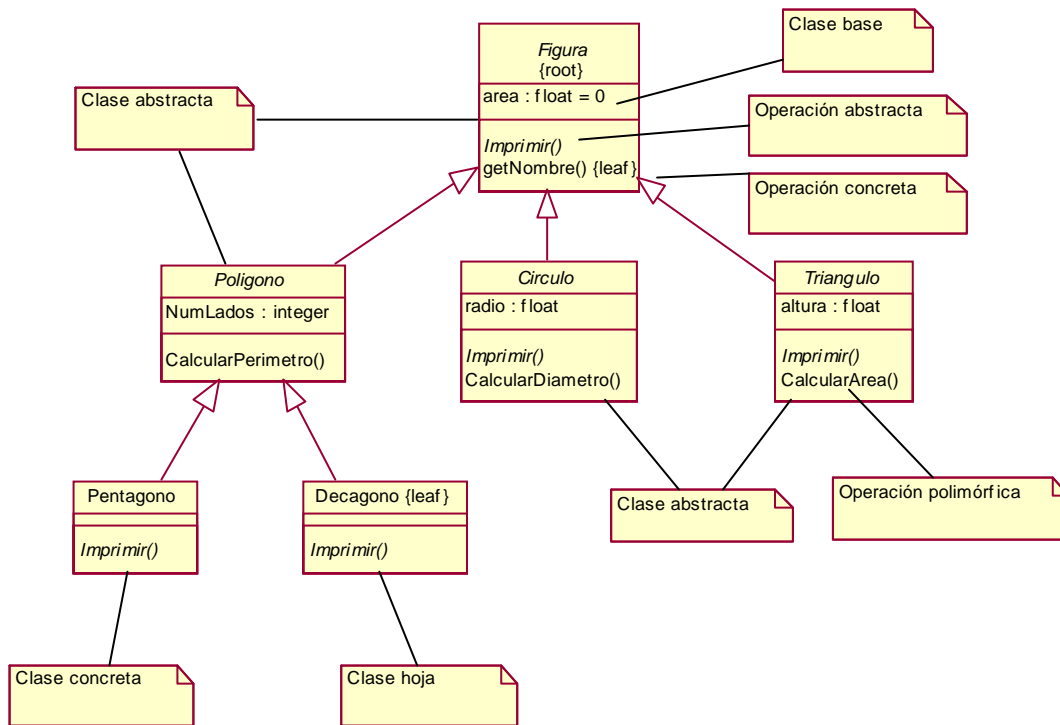 Clase base
Figura
{root}
area : float = 0
Imprimir()
getNombre() {leaf}
Clase abstracta
Operación abstracta
Operación concreta
Poligono
NumLados : integer
CalcularPerimetro()
Circulo
radio : float
Imprimir()
CalcularDiametro()
Triangulo
altura : float
Imprimir()
CalcularArea()
Pentagono
Imprimir()
Decagono {leaf}
Imprimir()
Clase abstracta
Operación polimórfica
Clase concreta
Clase hoja